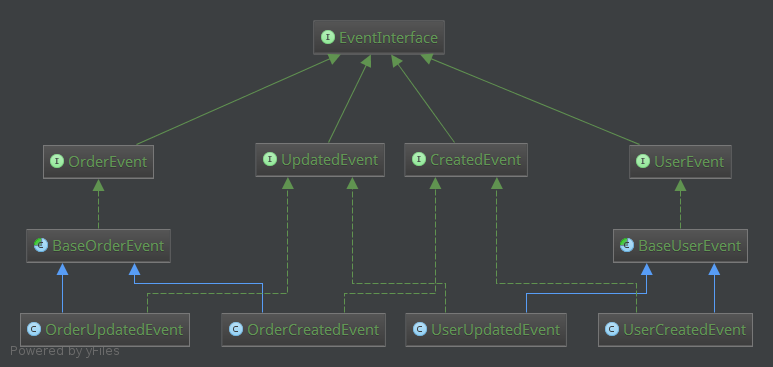 I EventInterface
I OrderEvent
I UpdatedEvent
I CreatedEvent
I UserEvent
C BaseOrderEvent
C BaseUserEvent
C OrderUpdatedEvent
C OrderCreatedEvent
C UserUpdatedEvent
C UserCreatedEvent
Powered by yFiles